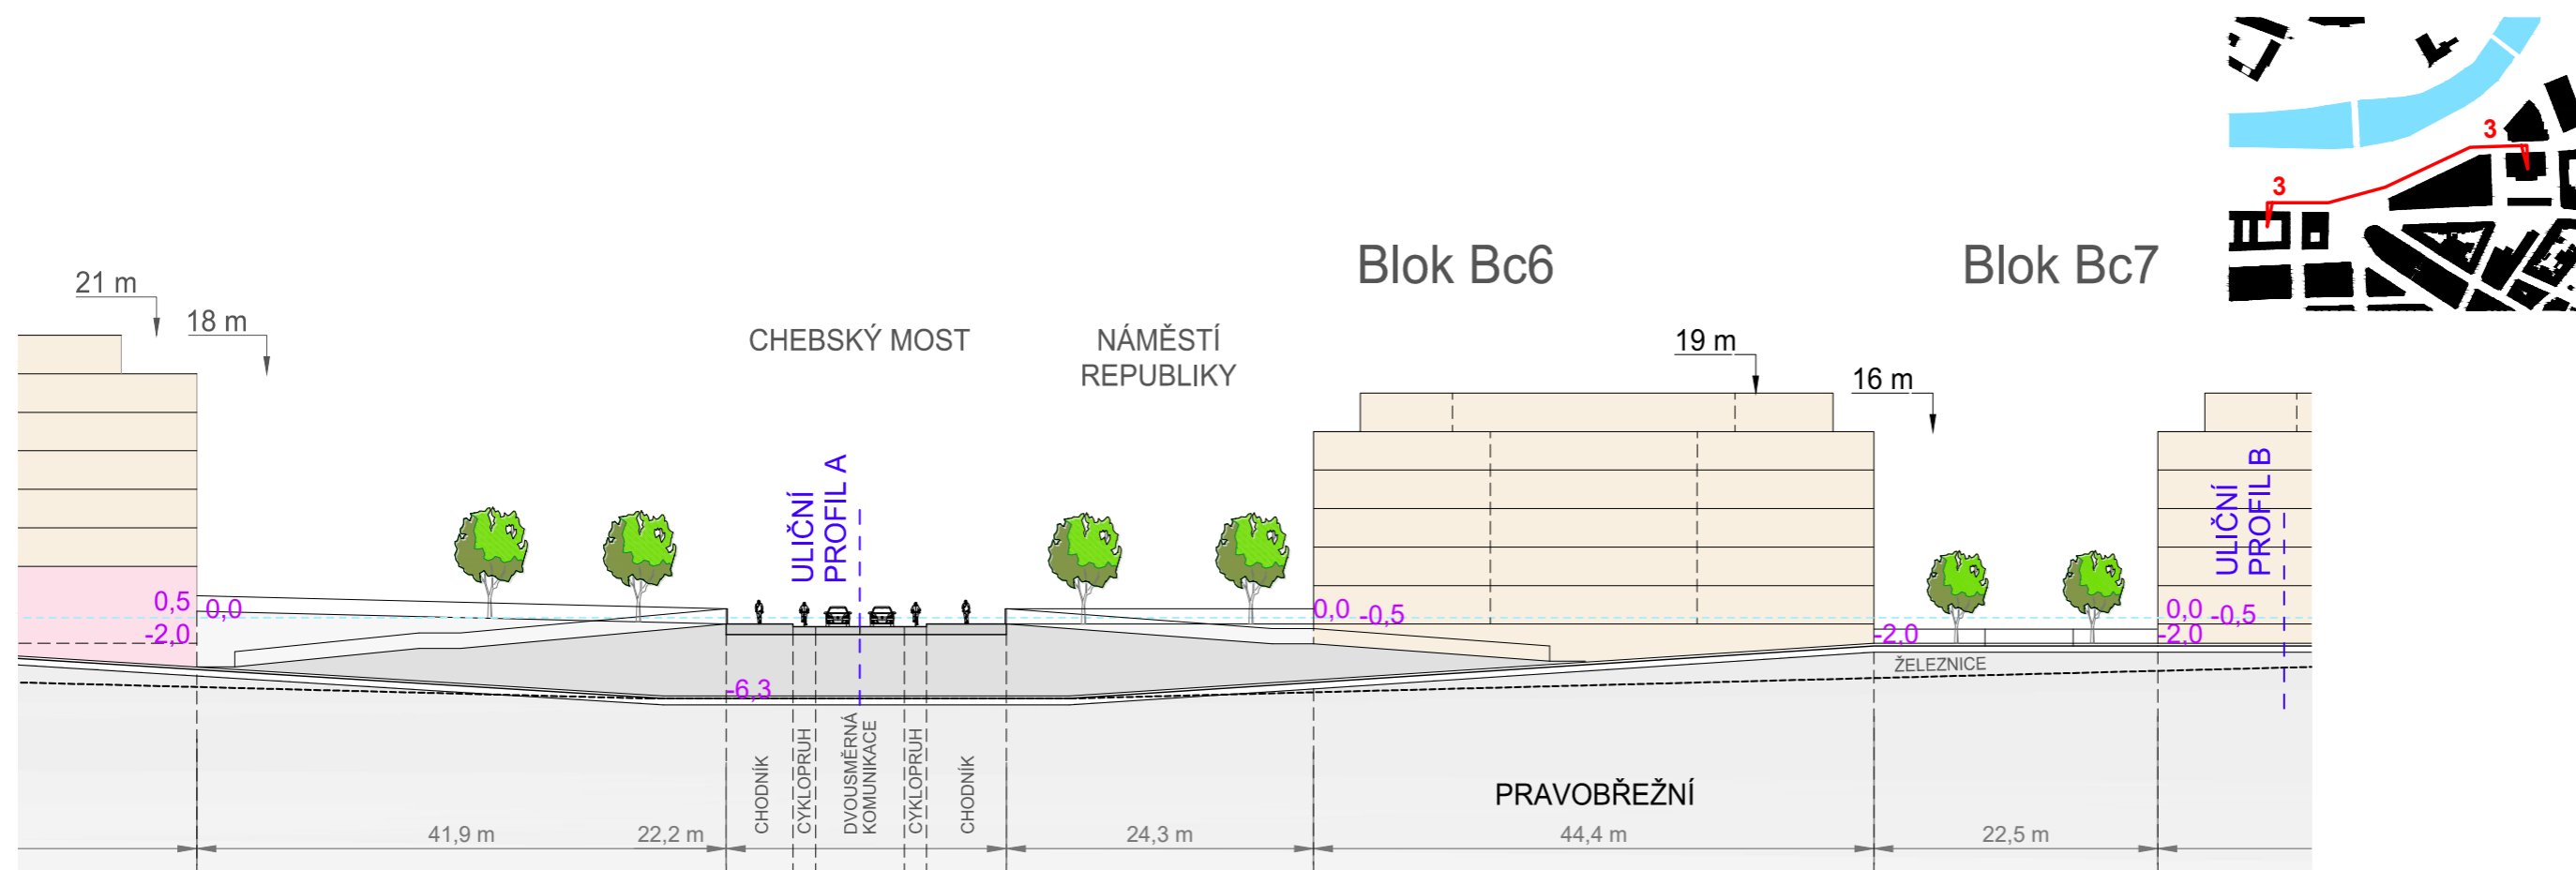 3
3
Blok Bc6
Blok Bc7
21 m
18 m
CHEBSKÝ MOST
NÁMĚSTÍ
REPUBLIKY
19 m
16 m
ULIČNÍ
PROFIL A
ULIČNÍ
PROFIL B
0,5
0,0
-2,0
0,0
-0,5
-2,0
0,0
-0,5
-2,0
-6,3
ŽELEZNICE
CHODNÍK
CYKLOPRUH
DVOUSMĚRNÁ
KOMUNIKACE
CYKLOPRUH
CHODNÍK
PRAVOBŘEŽNÍ
41,9 m
22,2 m
24,3 m
44,4 m
22,5 m